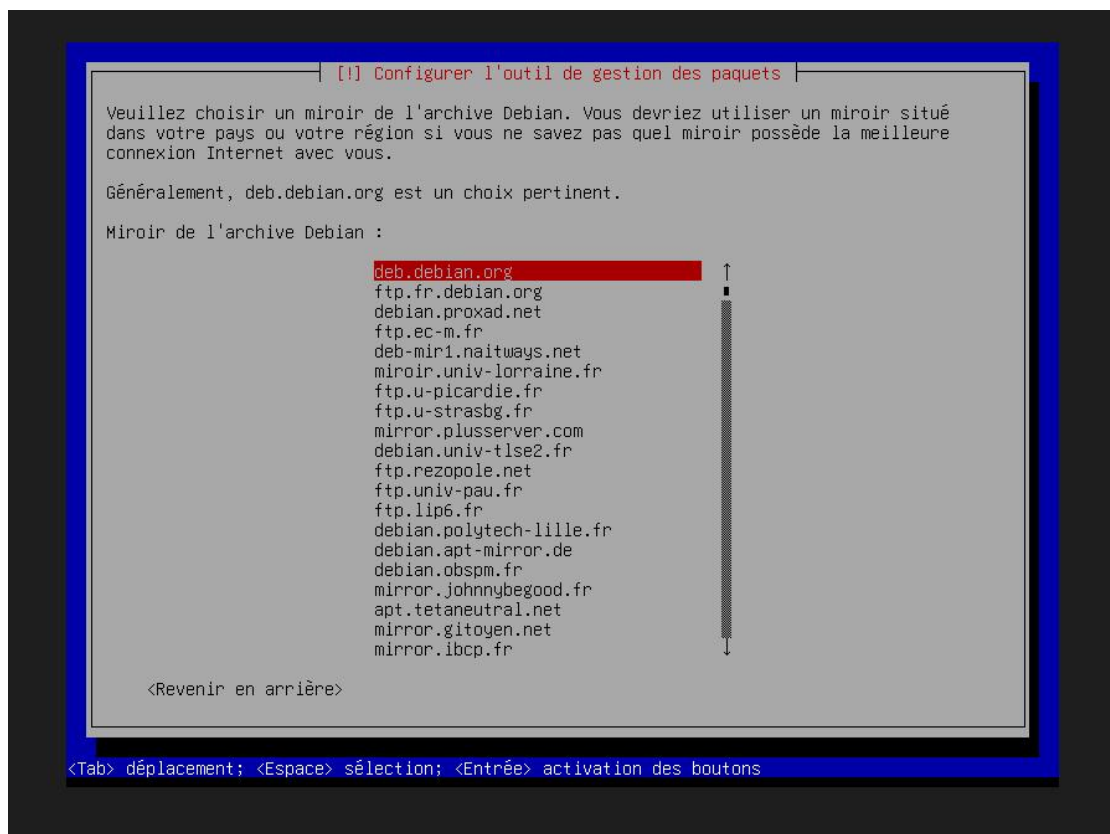 [!] Configurer l'outil de gestion des paquets
Veuillez choisir un miroir de l'archive Debian. Vous devriez utiliser un miroir situé
dans votre pays ou votre région si vous ne savez pas quel miroir possède la meilleure
connexion Internet avec vous.
Généralement, deb.debian.org est un choix pertinent.
Miroir de l'archive Debian :
deb.debian.org
ftp.fr.debian.org
debian.proxad.net
ftp.ec-m.fr
deb-mir1.naitways.net
miroir.univ-lorraine.fr
ftp.u-picardie.fr
ftp.u-strasbg.fr
mirror.plusserver.com
debian.univ-tlse2.fr
ftp.rezopole.net
ftp.univ-pau.fr
ftp.lip6.fr
debian.polytech-lille.fr
debian.apt-mirror.de
debian.obspm.fr
mirror.johnnybegood.fr
apt.tetaneutral.net
mirror.gitoyen.net
mirror.ibcp.fr
<Revenir en arrière>
<Tab> déplacement; <Espace> sélection; <Entrée> activation des boutons